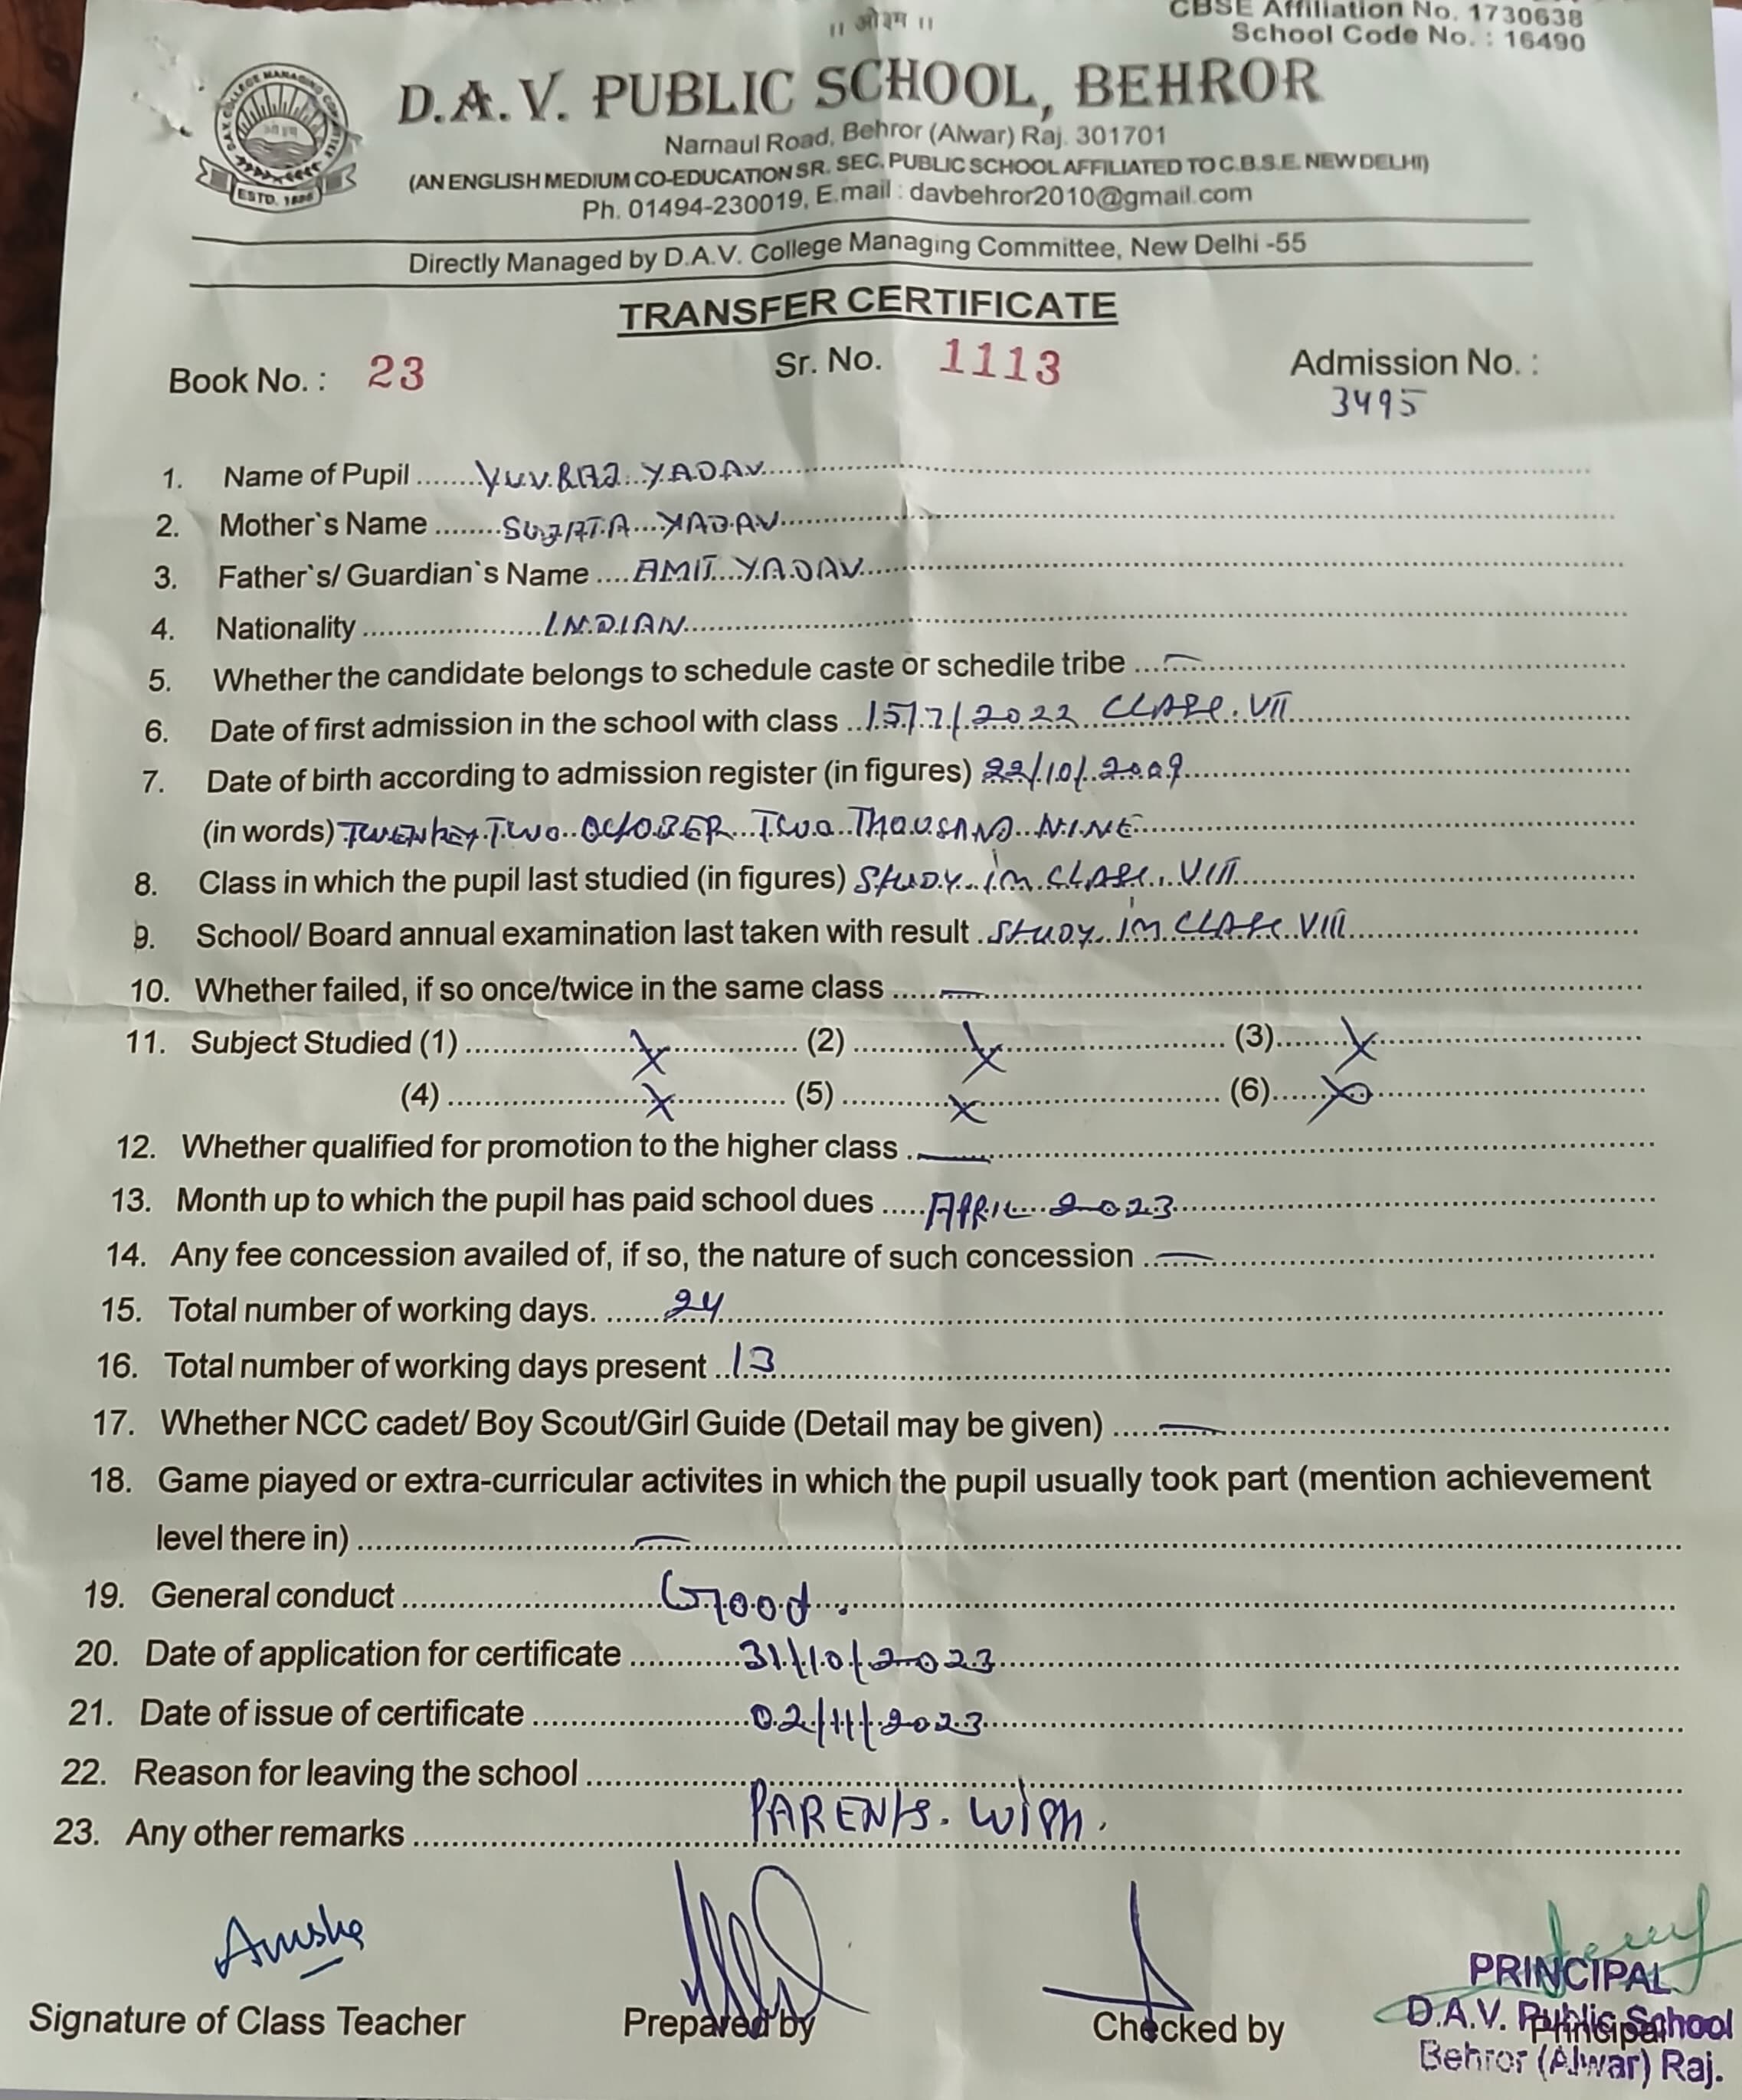 ।। ओ३म ।।
CBSE Affiliation No. 1730638
School Code No. : 16490
D.A.V. PUBLIC SCHOOL, BEHROR
Narnaul Road, Behror (Alwar) Raj. 301701
(AN ENGLISH MEDIUM CO-EDUCATION SR. SEC. PUBLIC SCHOOL AFFILIATED TO C.B.S.E. NEW DELHI)
Ph. 01494-230019, E.mail : davbehror2010@gmail.com
ESTD. 1886
Directly Managed by D.A.V. College Managing Committee, New Delhi -55
TRANSFER CERTIFICATE
Book No. : 23 Sr. No. 1113 Admission No. :
3495
1. Name of Pupil YUVRAJ YADAV
2. Mother`s Name SUJATA YADAV
3. Father`s/ Guardian`s Name AMIT YADAV
4. Nationality INDIAN
5. Whether the candidate belongs to schedule caste or schedile tribe —
6. Date of first admission in the school with class 15/7/2022 CLASS. VII
7. Date of birth according to admission register (in figures) 22/10/2009
(in words) TWENTEY TWO OCTOBER TWO THOUSAND NINE
8. Class in which the pupil last studied (in figures) STUDY IN CLASS VIII
9. School/ Board annual examination last taken with result STUDY IN CLASS VIII
10. Whether failed, if so once/twice in the same class —
11. Subject Studied (1) X (2) X (3) X
(4) X (5) X (6) X
12. Whether qualified for promotion to the higher class —
13. Month up to which the pupil has paid school dues APRIL 2023
14. Any fee concession availed of, if so, the nature of such concession —
15. Total number of working days. 24
16. Total number of working days present 13
17. Whether NCC cadet/ Boy Scout/Girl Guide (Detail may be given) —
18. Game piayed or extra-curricular activites in which the pupil usually took part (mention achievement
level there in) —
19. General conduct Good.
20. Date of application for certificate 31/10/2023
21. Date of issue of certificate 02/11/2023
22. Reason for leaving the school
PARENTS. Wish.
23. Any other remarks
Anusha
Signature of Class Teacher Prepared by Checked by Principal
PRINCIPAL
D.A.V. Public School
Behror (Alwar) Raj.